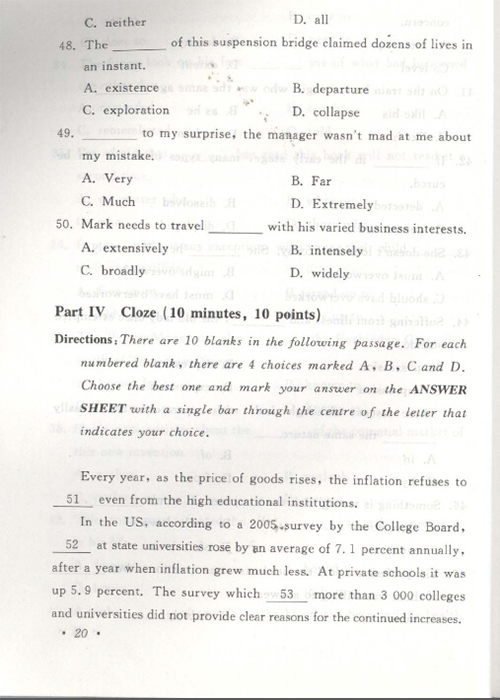 C. neither D. all
48. The ________ of this suspension bridge claimed dozens of lives in
an instant.
A. existence B. departure
C. exploration D. collapse
49. ________ to my surprise, the manager wasn't mad at me about
my mistake.
A. Very B. Far
C. Much D. Extremely
50. Mark needs to travel ________ with his varied business interests.
A. extensively B. intensely
C. broadly D. widely
Part IV Cloze (10 minutes, 10 points)
Directions: There are 10 blanks in the following passage. For each
numbered blank, there are 4 choices marked A, B, C and D.
Choose the best one and mark your answer on the ANSWER
SHEET with a single bar through the centre of the letter that
indicates your choice.
Every year, as the price of goods rises, the inflation refuses to
51 even from the high educational institutions.
In the US, according to a 2005 survey by the College Board,
52 at state universities rose by an average of 7.1 percent annually,
after a year when inflation grew much less. At private schools it was
up 5.9 percent. The survey which 53 more than 3 000 colleges
and universities did not provide clear reasons for the continued increases.
• 20 •